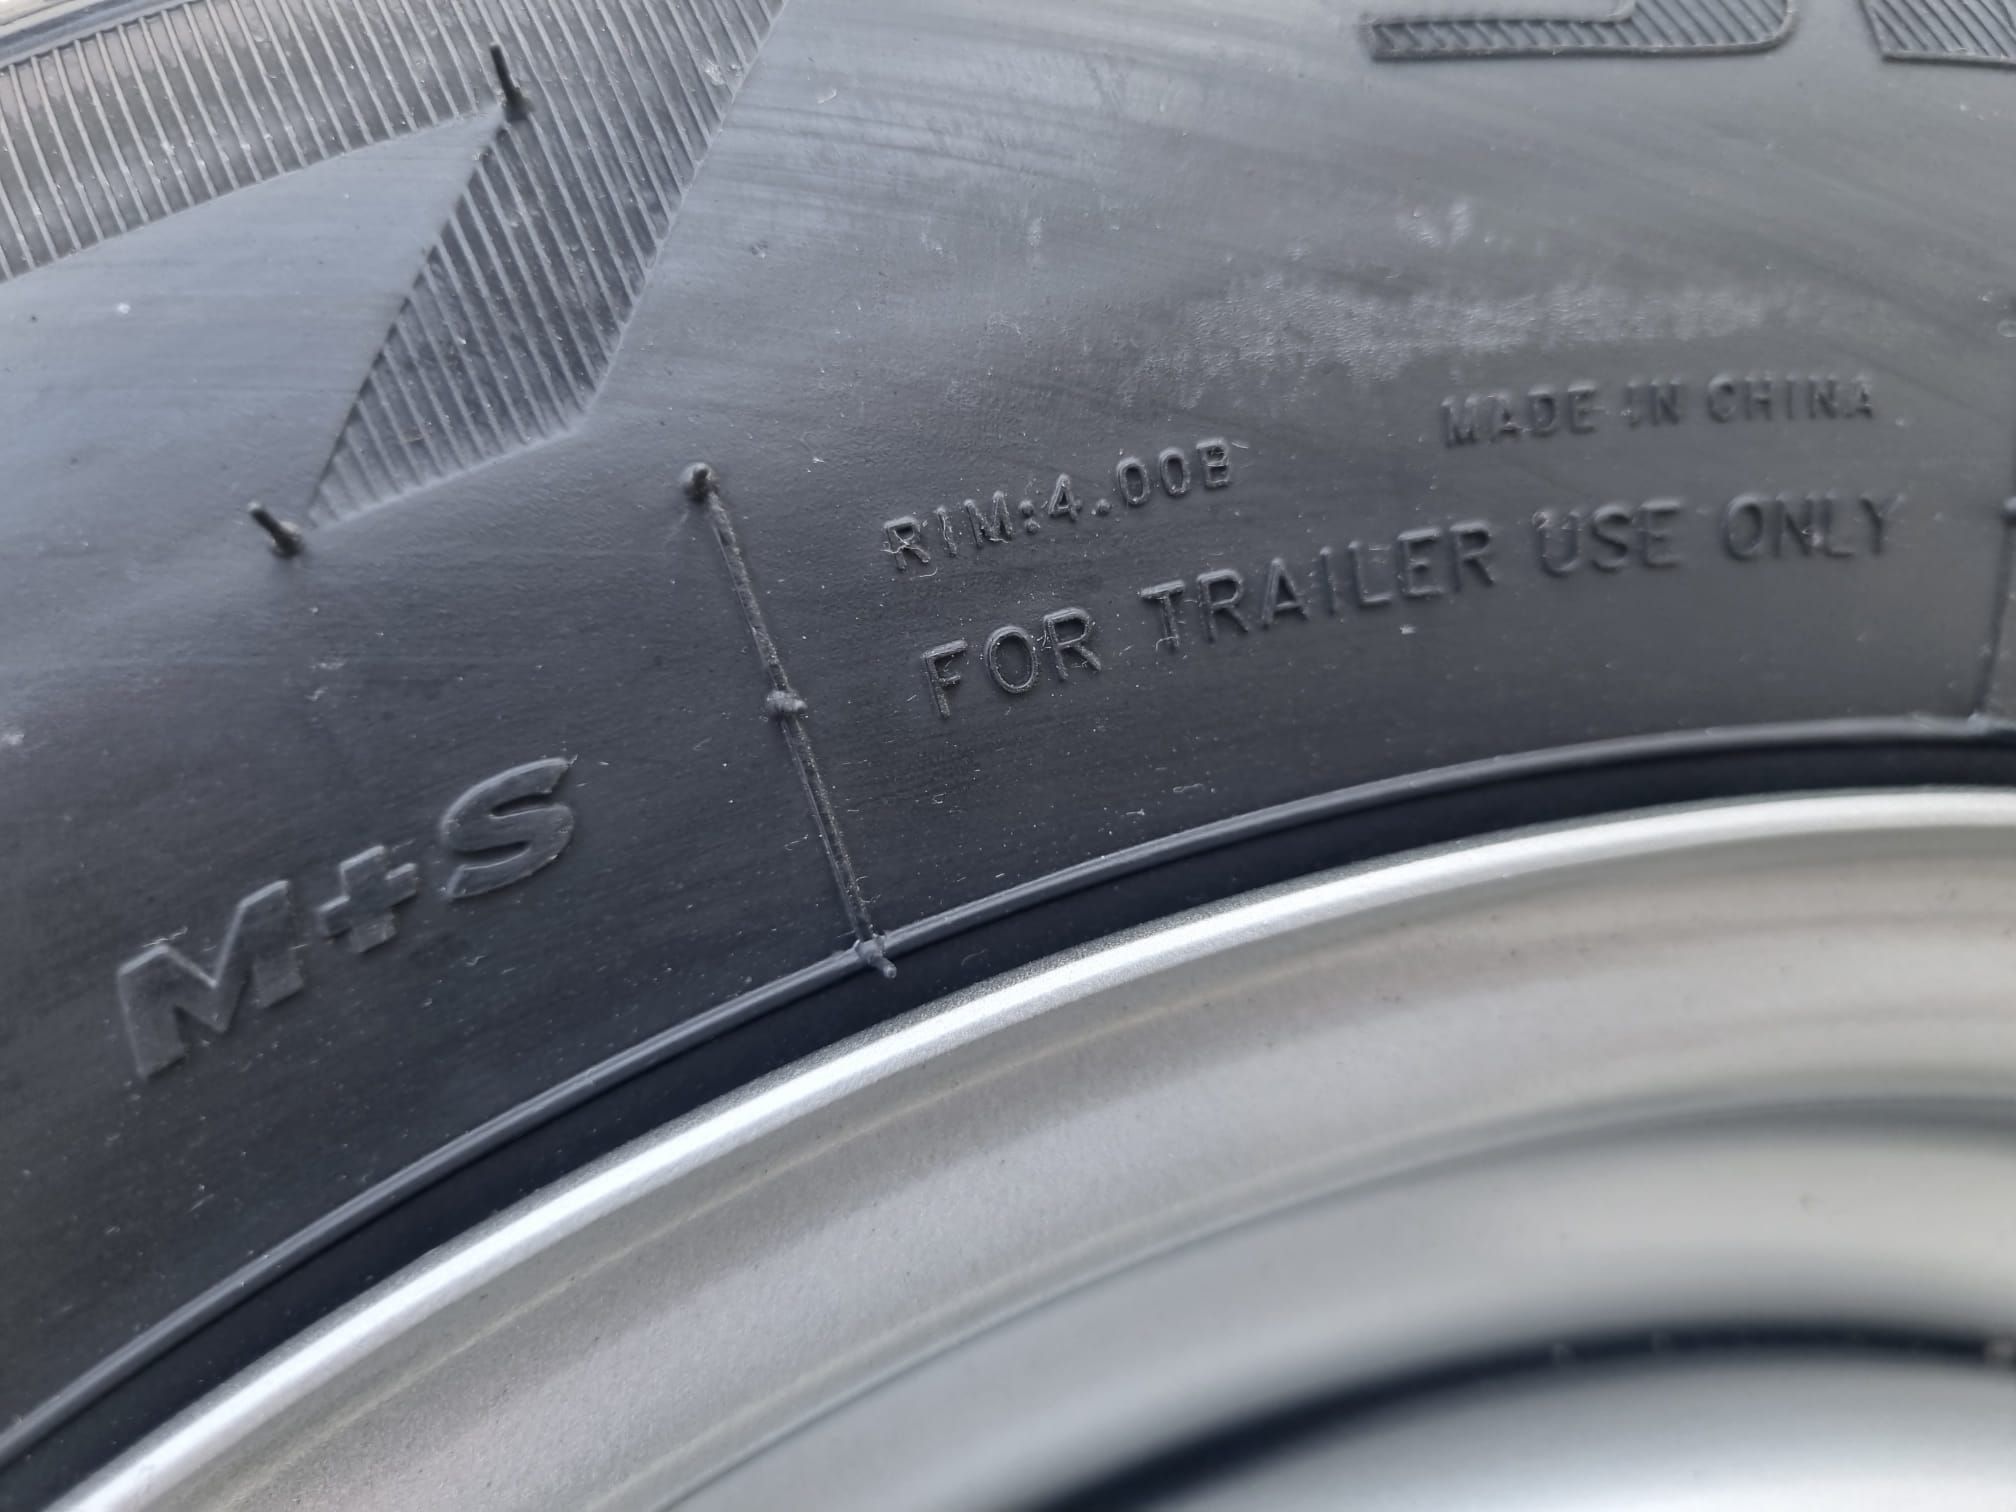 MADE IN CHINA
RIM:4.00B
FOR TRAILER USE ONLY
M+S